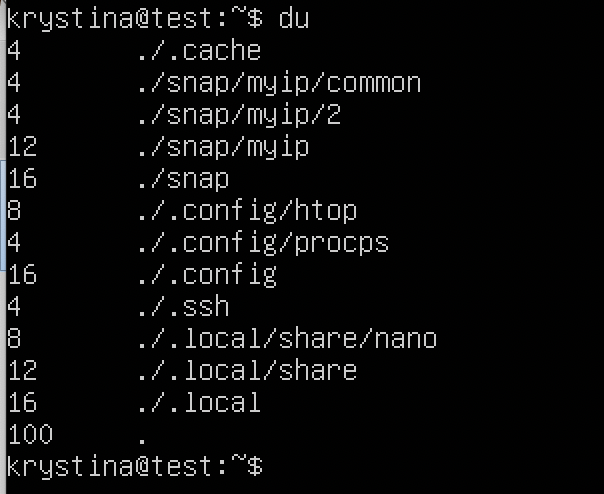 krystina@test:~$ du
4 ./.cache
4 ./snap/myip/common
4 ./snap/myip/2
12 ./snap/myip
16 ./snap
8 ./.config/htop
4 ./.config/procps
16 ./.config
4 ./.ssh
8 ./.local/share/nano
12 ./.local/share
16 ./.local
100 .
krystina@test:~$